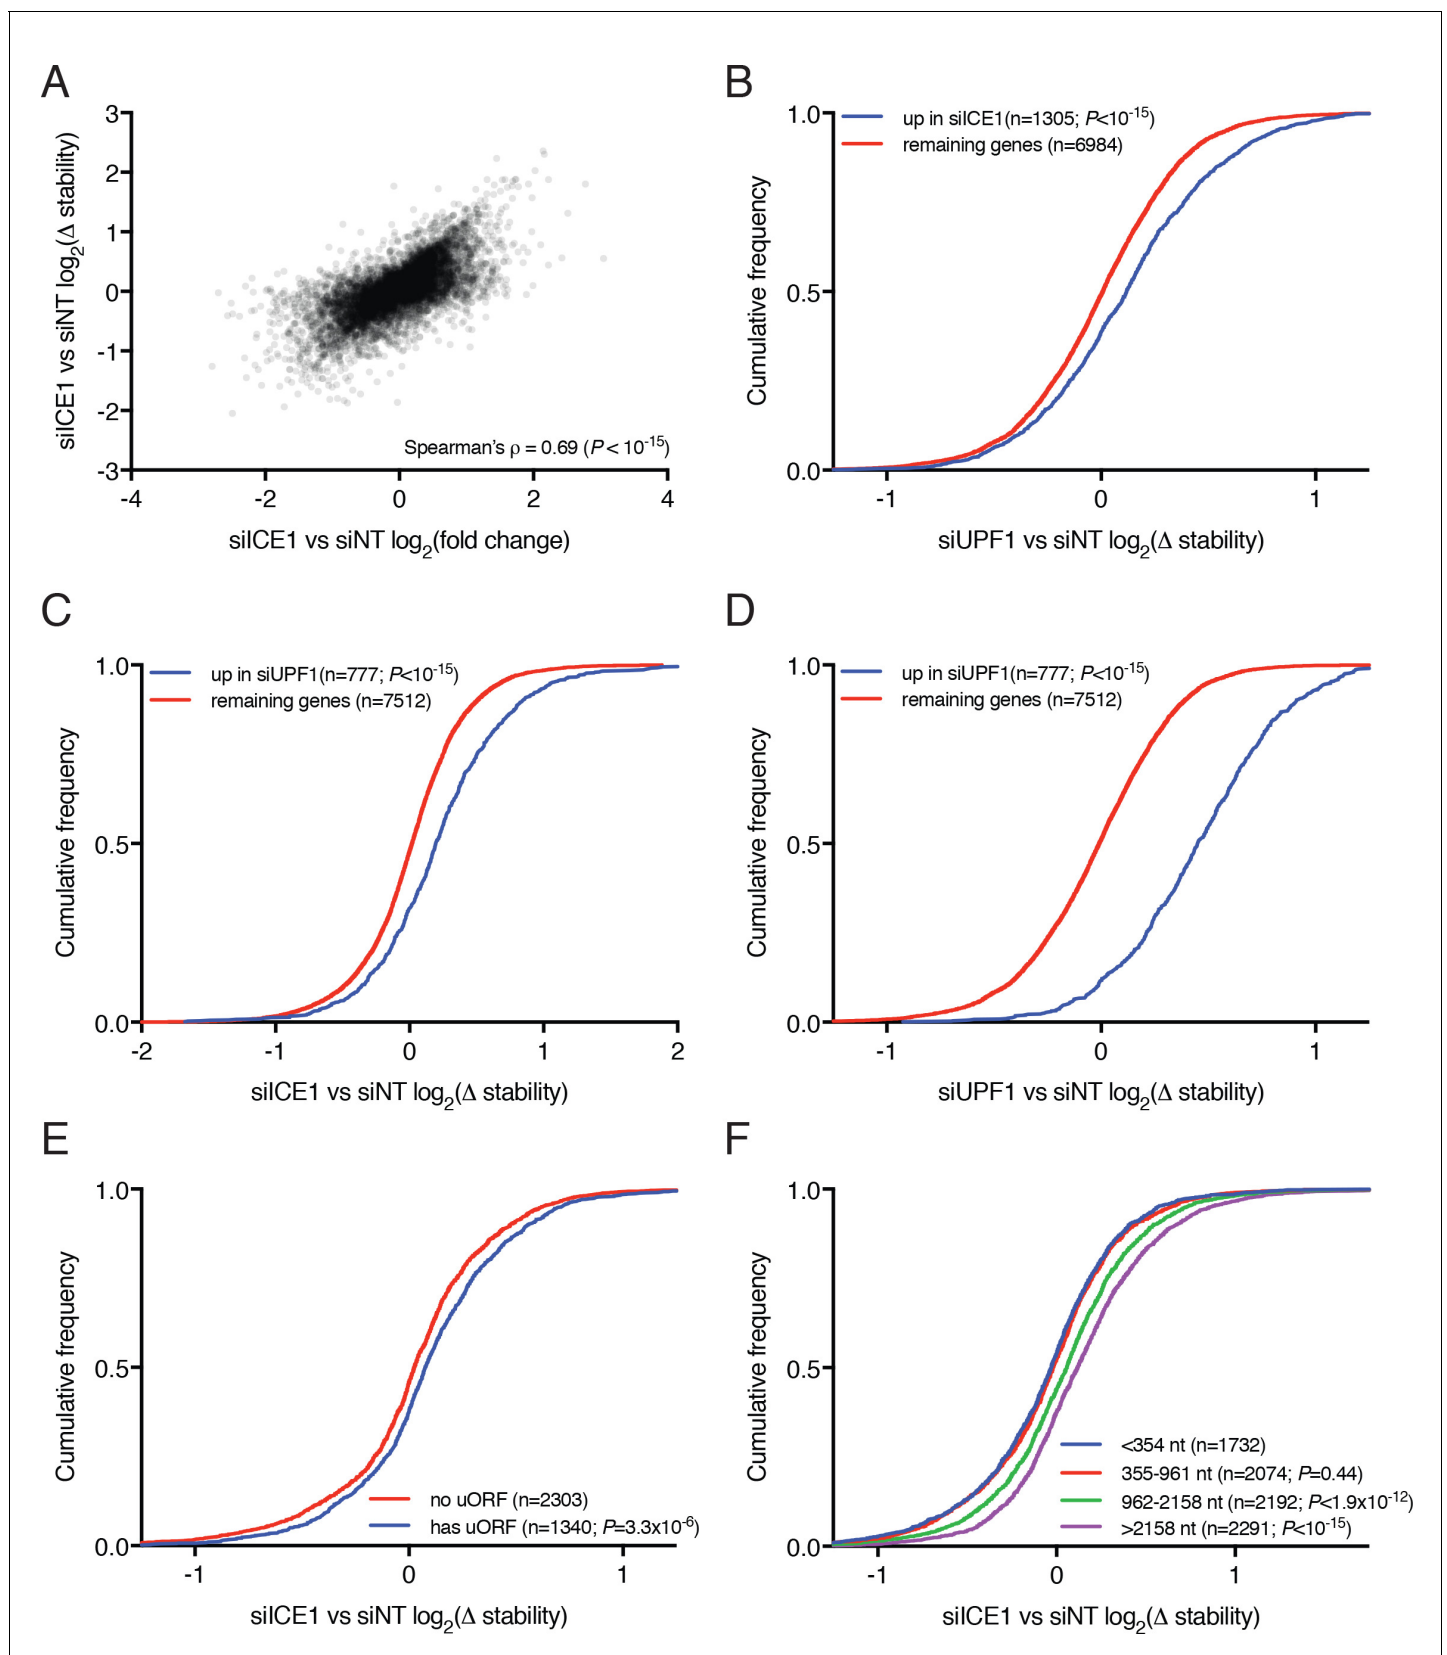 A
3
2
1
0
-1
-2
-3
-4
-2
0
2
4
siICE1 vs siNT log2(Δ stability)
Spearman's ρ = 0.69 (P < 10-15)
siICE1 vs siNT log2(fold change)
B
1.0
0.5
0.0
-1
0
1
Cumulative frequency
up in siICE1(n=1305; P<10-15)
remaining genes (n=6984)
siUPF1 vs siNT log2(Δ stability)
C
1.0
0.5
0.0
-2
-1
0
1
2
Cumulative frequency
up in siUPF1(n=777; P<10-15)
remaining genes (n=7512)
siICE1 vs siNT log2(Δ stability)
D
1.0
0.5
0.0
-1
0
1
Cumulative frequency
up in siUPF1(n=777; P<10-15)
remaining genes (n=7512)
siUPF1 vs siNT log2(Δ stability)
E
1.0
0.5
0.0
-1
0
1
Cumulative frequency
no uORF (n=2303)
has uORF (n=1340; P=3.3x10-6)
siICE1 vs siNT log2(Δ stability)
F
1.0
0.5
0.0
-1
0
1
Cumulative frequency
<354 nt (n=1732)
355-961 nt (n=2074; P=0.44)
962-2158 nt (n=2192; P<1.9x10-12)
>2158 nt (n=2291; P<10-15)
siICE1 vs siNT log2(Δ stability)